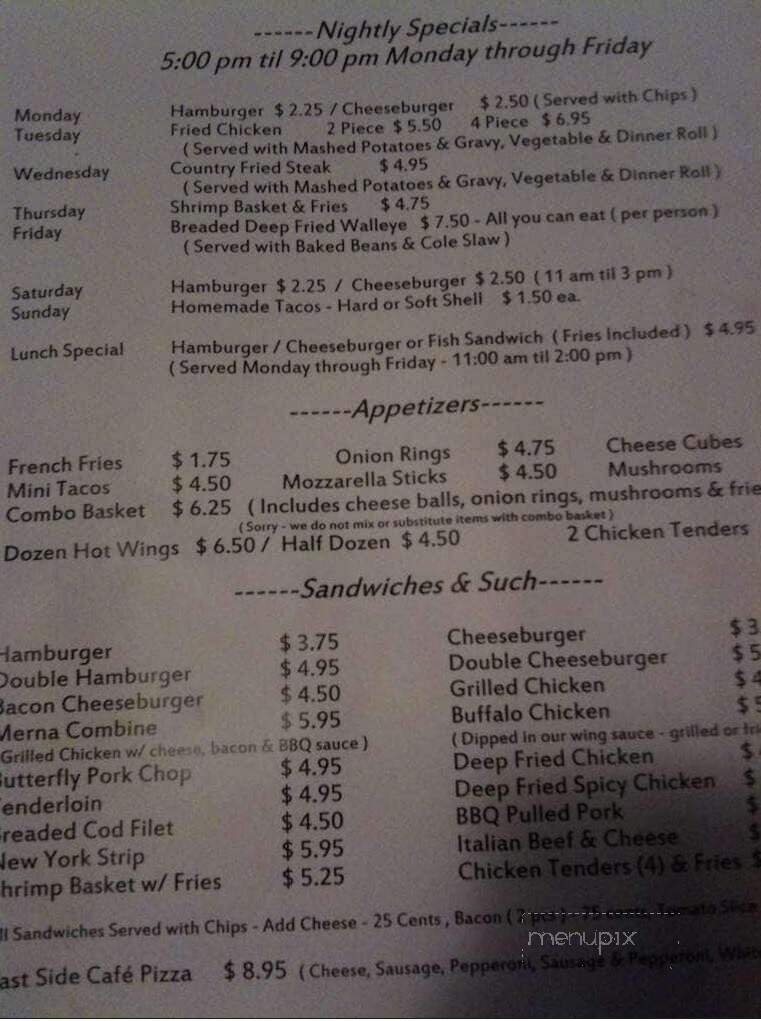 ------Nightly Specials------
5:00 pm til 9:00 pm Monday through Friday
Monday Hamburger $ 2.25 / Cheeseburger $ 2.50 ( Served with Chips )
Tuesday Fried Chicken 2 Piece $ 5.50 4 Piece $ 6.95
( Served with Mashed Potatoes & Gravy, Vegetable & Dinner Roll )
Wednesday Country Fried Steak $ 4.95
( Served with Mashed Potatoes & Gravy, Vegetable & Dinner Roll )
Thursday Shrimp Basket & Fries $ 4.75
Friday Breaded Deep Fried Walleye $ 7.50 - All you can eat ( per person )
( Served with Baked Beans & Cole Slaw )
Saturday Hamburger $ 2.25 / Cheeseburger $ 2.50 ( 11 am til 3 pm )
Sunday Homemade Tacos - Hard or Soft Shell $ 1.50 ea.
Lunch Special Hamburger / Cheeseburger or Fish Sandwich ( Fries Included ) $ 4.95
( Served Monday through Friday - 11:00 am til 2:00 pm )
------Appetizers------
French Fries $ 1.75 Onion Rings $ 4.75 Cheese Cubes
Mini Tacos $ 4.50 Mozzarella Sticks $ 4.50 Mushrooms
Combo Basket $ 6.25 ( Includes cheese balls, onion rings, mushrooms & frie
( Sorry - we do not mix or substitute items with combo basket )
Dozen Hot Wings $ 6.50 / Half Dozen $ 4.50 2 Chicken Tenders
------Sandwiches & Such------
Hamburger $ 3.75 Cheeseburger $ 3
Double Hamburger $ 4.95 Double Cheeseburger $ 5
Bacon Cheeseburger $ 4.50 Grilled Chicken $ 4
Merna Combine $ 5.95 Buffalo Chicken $ 5
Grilled Chicken w/ cheese, bacon & BBQ sauce ) ( Dipped in our wing sauce - grilled or fri
Butterfly Pork Chop $ 4.95 Deep Fried Chicken $
Tenderloin $ 4.95 Deep Fried Spicy Chicken $
Breaded Cod Filet $ 4.50 BBQ Pulled Pork $
New York Strip $ 5.95 Italian Beef & Cheese $
Shrimp Basket w/ Fries $ 5.25 Chicken Tenders (4) & Fries $
ll Sandwiches Served with Chips - Add Cheese - 25 Cents , Bacon ( 2 pcs ) - 75 cents, Tomato Slice
ast Side Café Pizza $ 8.95 ( Cheese, Sausage, Pepperoni, Sausage & Pepperoni,
menupix